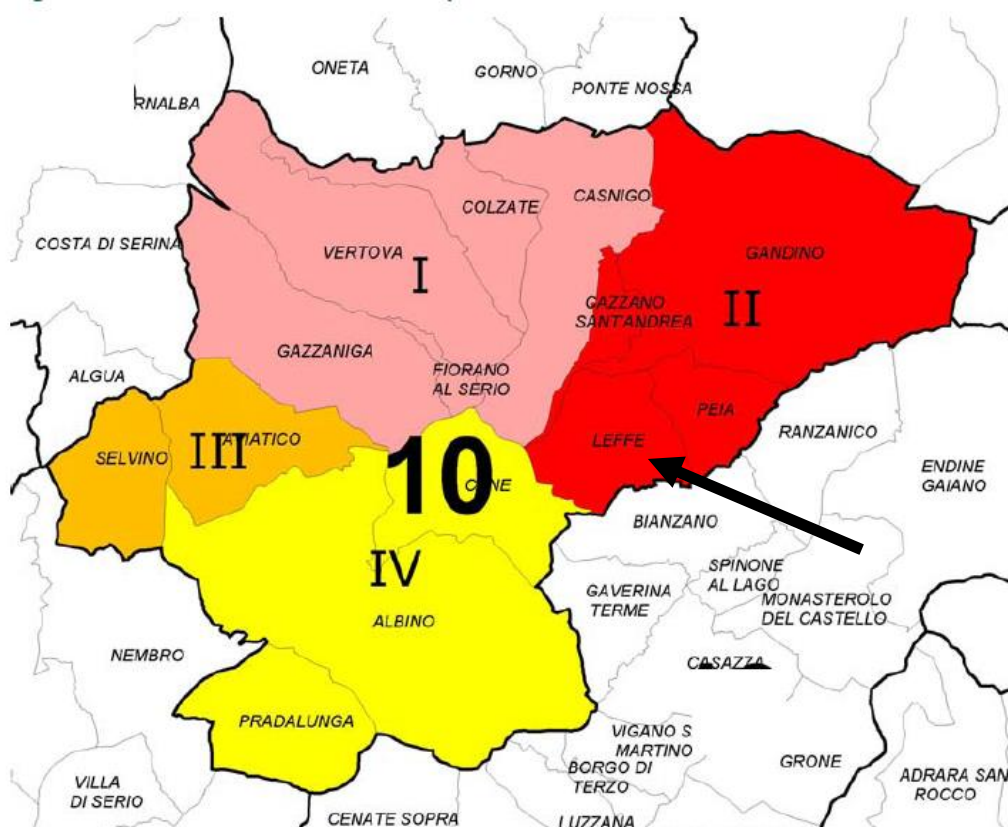 ONETA
GORNO
PONTE NOSSA
RNALBA
CASNIGO
COLZATE
COSTA DI SERINA
VERTOVA
GANDINO
I
GAZZANO
SANT'ANDREA
II
GAZZANIGA
FIORANO
AL SERIO
ALGUA
PEIA
RANZANICO
SELVINO
III
LEFFE
10
ENDINE
GAIANO
BIANZANO
IV
SPINONE
AL LAGO
GAVERINA
TERME
MONASTEROLO
DEL CASTELLO
ALBINO
NEMBRO
CASAZZA
PRADALUNGA
VIGANO S
MARTINO
BORGO DI
TERZO
GRONE
VILLA
DI SERIO
ADRARA SAN
ROCCO
CENATE SOPRA
LUZZANA